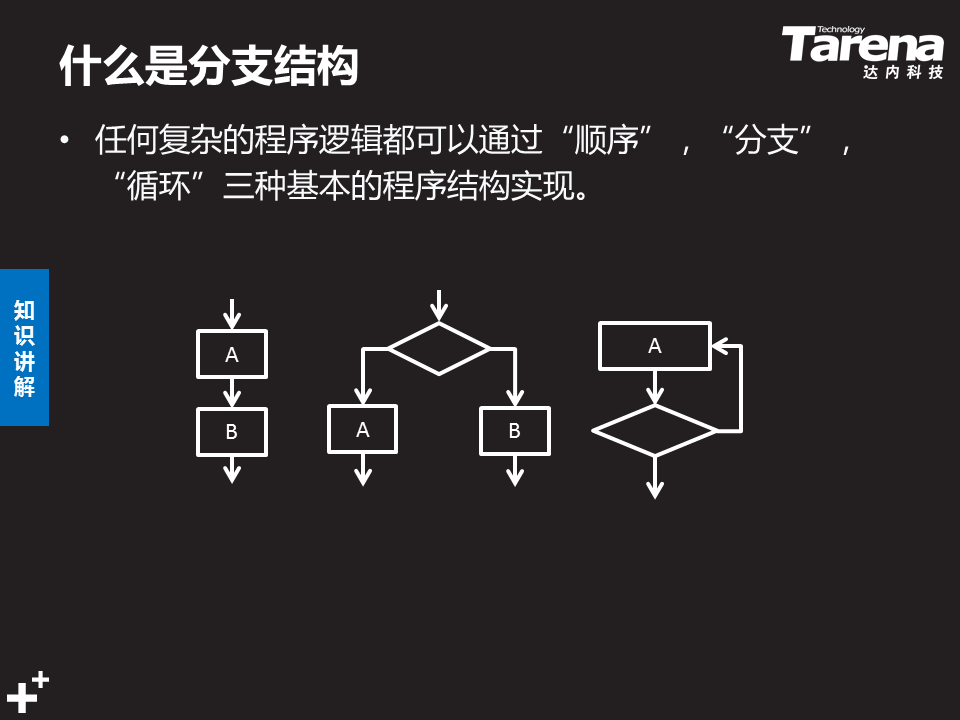 什么是分支结构
Technology
Tarena
达内科技
• 任何复杂的程序逻辑都可以通过“顺序”，“分支”，
“循环”三种基本的程序结构实现。
知识讲解
A
B
A
B
A